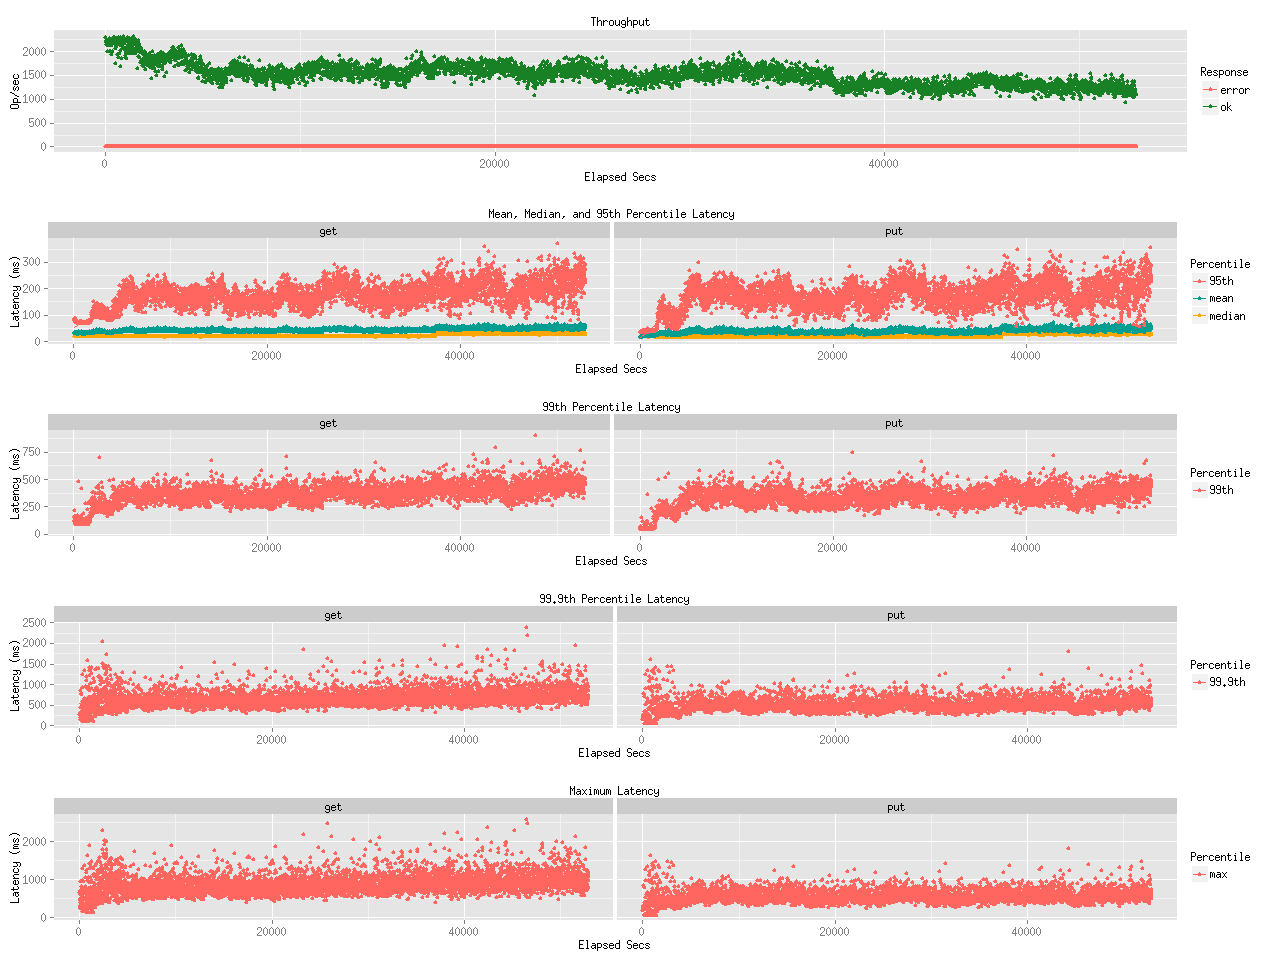 Throughput
Op/sec
2000
1500
1000
500
0
0 20000 40000
Elapsed Secs
Response
error
ok
Mean, Median, and 95th Percentile Latency
get put
Latency (ms)
300
200
100
0
0 20000 40000 0 20000 40000
Elapsed Secs
Percentile
95th
mean
median
99th Percentile Latency
get put
Latency (ms)
750
500
250
0
0 20000 40000 0 20000 40000
Elapsed Secs
Percentile
99th
99.9th Percentile Latency
get put
Latency (ms)
2500
2000
1500
1000
500
0
0 20000 40000 0 20000 40000
Elapsed Secs
Percentile
99.9th
Maximum Latency
get put
Latency (ms)
2000
1000
0
0 20000 40000 0 20000 40000
Elapsed Secs
Percentile
max